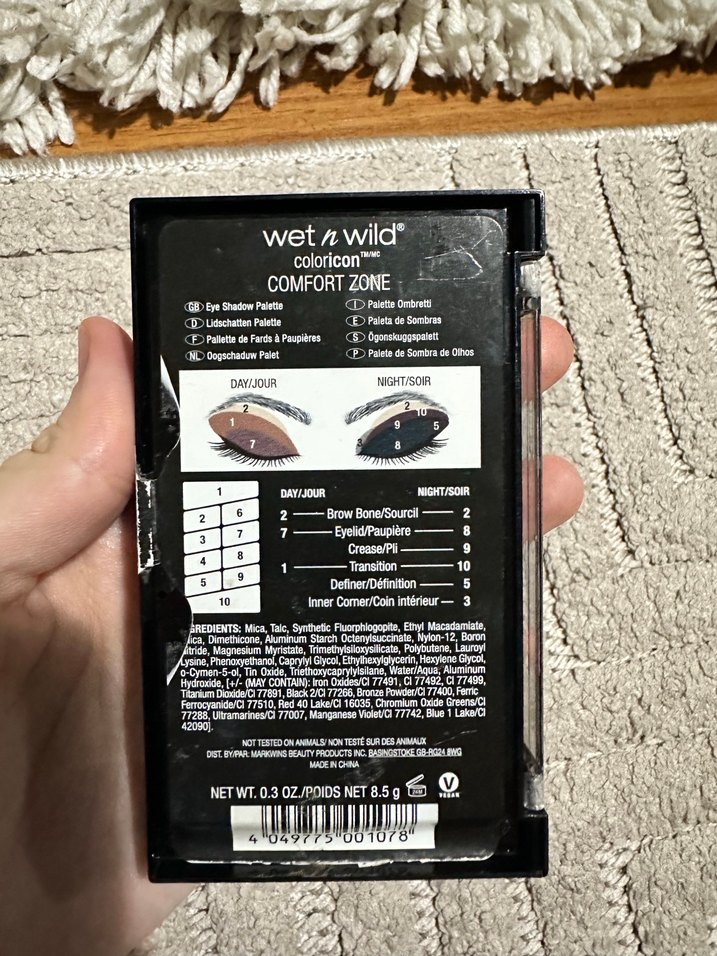 wet n wild®
coloricon™/MC
COMFORT ZONE
GB Eye Shadow Palette
D Lidschatten Palette
F Pallette de Fards à Paupières
NL Oogschaduw Palet
I Palette Ombretti
E Paleta de Sombras
S Ögonskuggspalett
P Palete de Sombra de Olhos
DAY/JOUR
NIGHT/SOIR
2
1
7
2
10
9
5
3
8
1
2 6
3 7
4 8
5 9
10
DAY/JOUR NIGHT/SOIR
2 Brow Bone/Sourcil 2
7 Eyelid/Paupière 8
Crease/Pli 9
1 Transition 10
Definer/Définition 5
Inner Corner/Coin intérieur 3
GREDIENTS: Mica, Talc, Synthetic Fluorphlogopite, Ethyl Macadamiate,
ica, Dimethicone, Aluminum Starch Octenylsuccinate, Nylon-12, Boron
itride, Magnesium Myristate, Trimethylsiloxysilicate, Polybutene, Lauroyl
Lysine, Phenoxyethanol, Caprylyl Glycol, Ethylhexylglycerin, Hexylene Glycol,
o-Cymen-5-ol, Tin Oxide, Triethoxycaprylylsilane, Water/Aqua, Aluminum
Hydroxide, [+/- (MAY CONTAIN): Iron Oxides/CI 77491, CI 77492, CI 77499,
Titanium Dioxide/CI 77891, Black 2/CI 77266, Bronze Powder/CI 77400, Ferric
Ferrocyanide/CI 77510, Red 40 Lake/CI 16035, Chromium Oxide Greens/CI
77288, Ultramarines/CI 77007, Manganese Violet/CI 77742, Blue 1 Lake/CI
42090].
NOT TESTED ON ANIMALS/ NON TESTÉ SUR DES ANIMAUX
DIST. BY/PAR: MARKWINS BEAUTY PRODUCTS INC. BASINGSTOKE GB-RG24 8WG
MADE IN CHINA
NET WT. 0.3 OZ./POIDS NET 8.5 g
24M
V
VEGAN
4 049775 001078